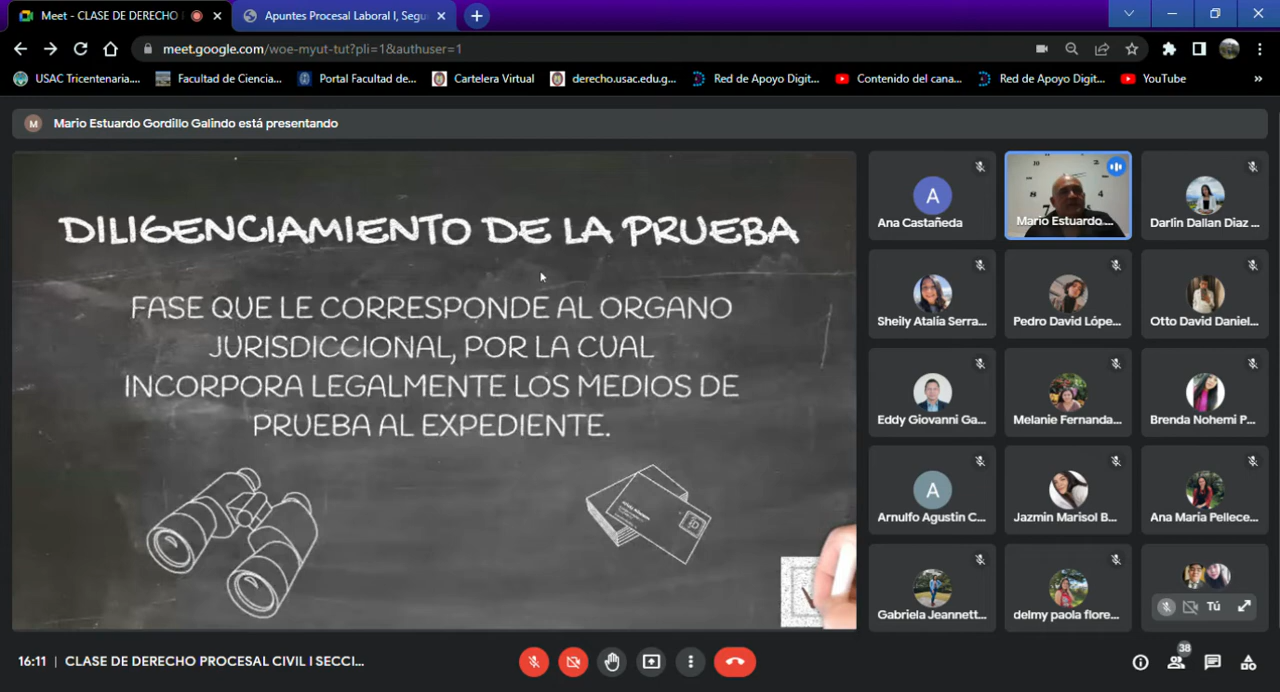 Meet - CLASE DE DERECHO
Apuntes Procesal Laboral I, Segu
meet.google.com/woe-myut-tut?pli=1&authuser=1
USAC Tricentenaria....
Facultad de Ciencia...
Portal Facultad de...
Cartelera Virtual
derecho.usac.edu.g...
Red de Apoyo Digit...
Contenido del cana...
Red de Apoyo Digit...
YouTube
»
M
Mario Estuardo Gordillo Galindo está presentando
DILIGENCIAMIENTO DE LA PRUEBA
FASE QUE LE CORRESPONDE AL ORGANO
JURISDICCIONAL, POR LA CUAL
INCORPORA LEGALMENTE LOS MEDIOS DE
PRUEBA AL EXPEDIENTE.
A
Ana Castañeda
Mario Estuardo...
Darlin Dalian Diaz ...
Sheily Atalía Serra...
Pedro David Lópe...
Otto David Daniel...
Eddy Giovanni Ga...
Melanie Fernanda...
Brenda Nohemi P...
A
Arnulfo Agustin C...
Jazmin Marisol B...
Ana María Pellece...
Gabriela Jeannett...
delmy paola flore...
Tú
16:11 | CLASE DE DERECHO PROCESAL CIVIL I SECCI...
38